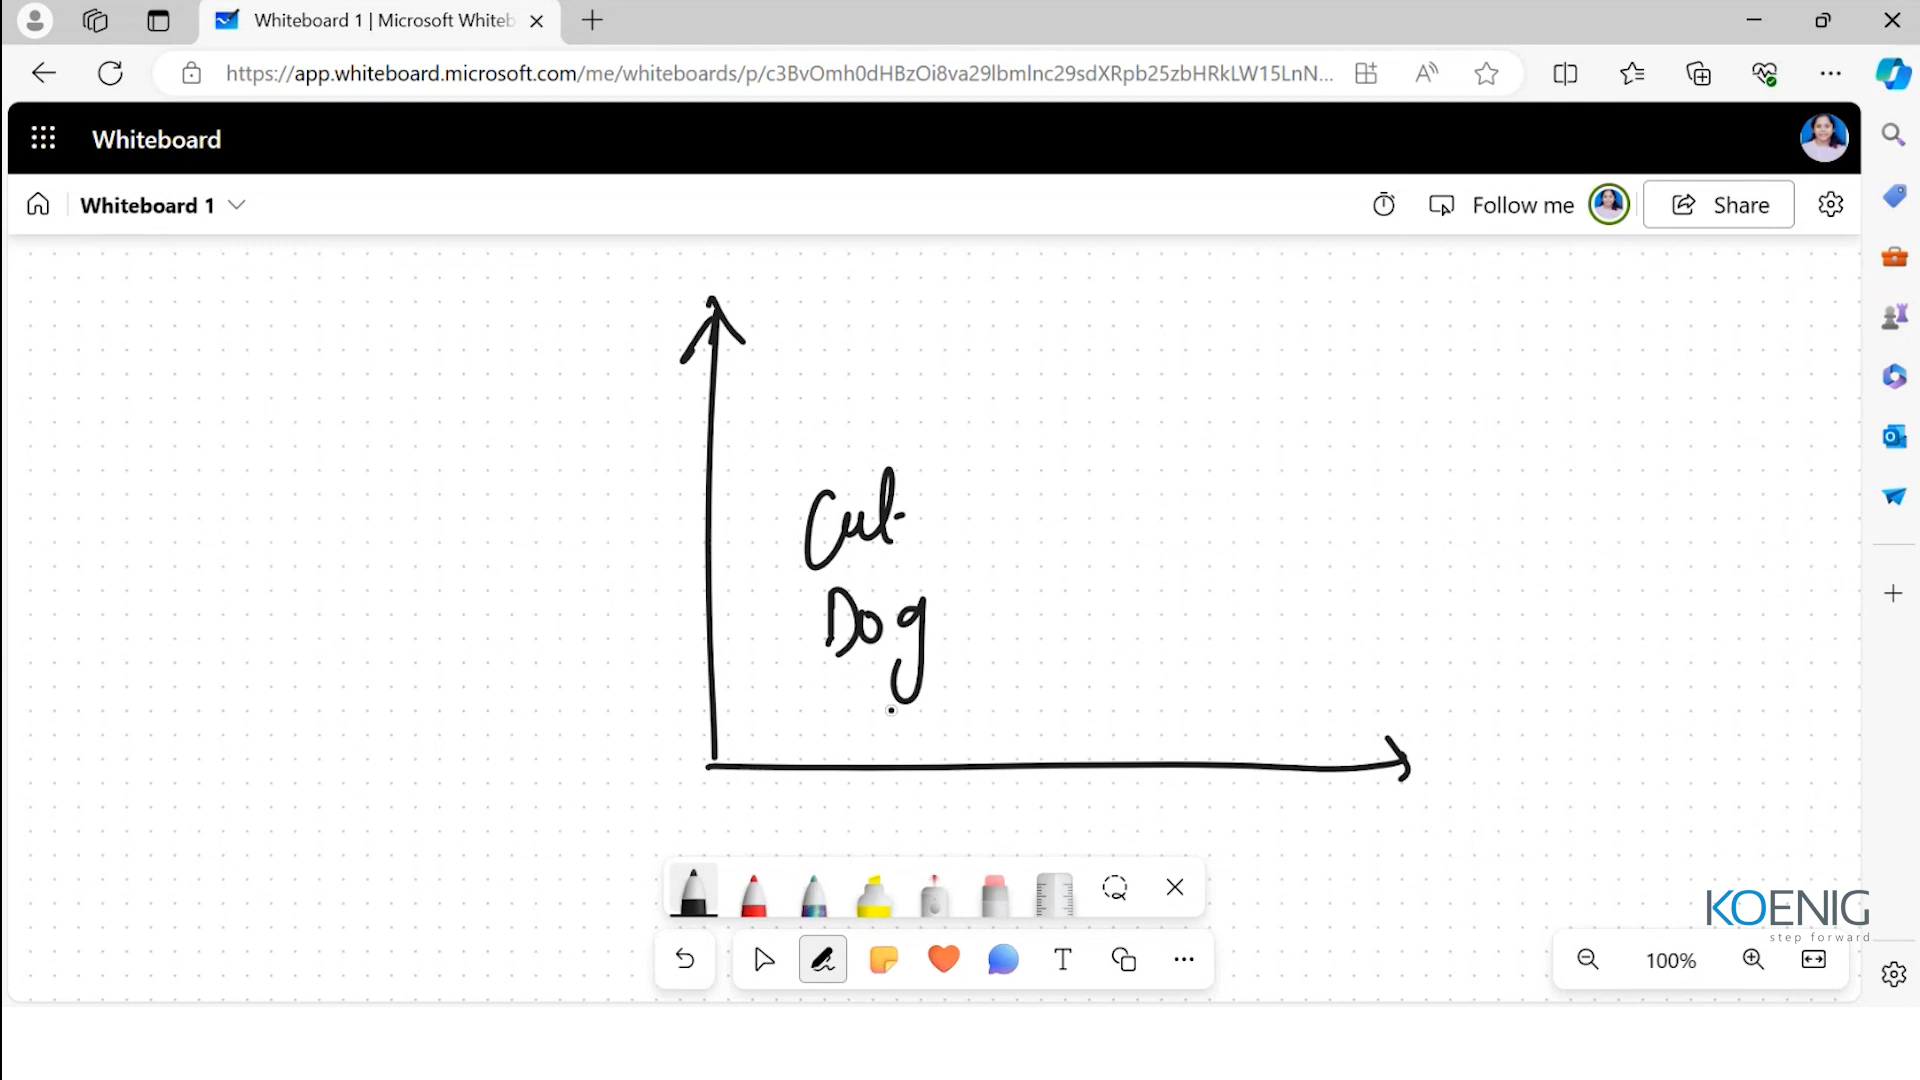 Whiteboard 1 | Microsoft Whiteb
https://app.whiteboard.microsoft.com/me/whiteboards/p/c3BvOmh0dHBzOi8va29lbmlnc29sdXRpb25zbHRkLW15LnN...
Whiteboard
Whiteboard 1
Follow me
Share
Cat
Dog
KOENIG
step forward
T
100%